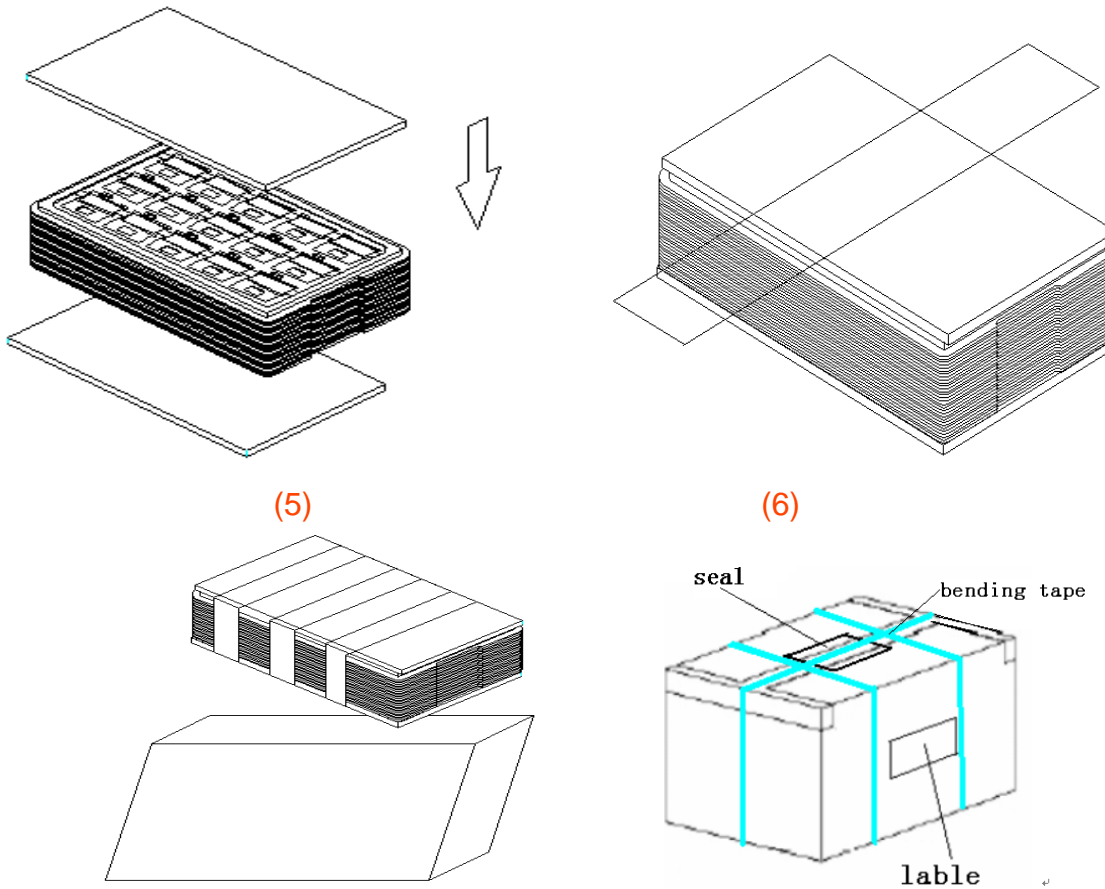 (5)
(6)
seal
bending tape
lable